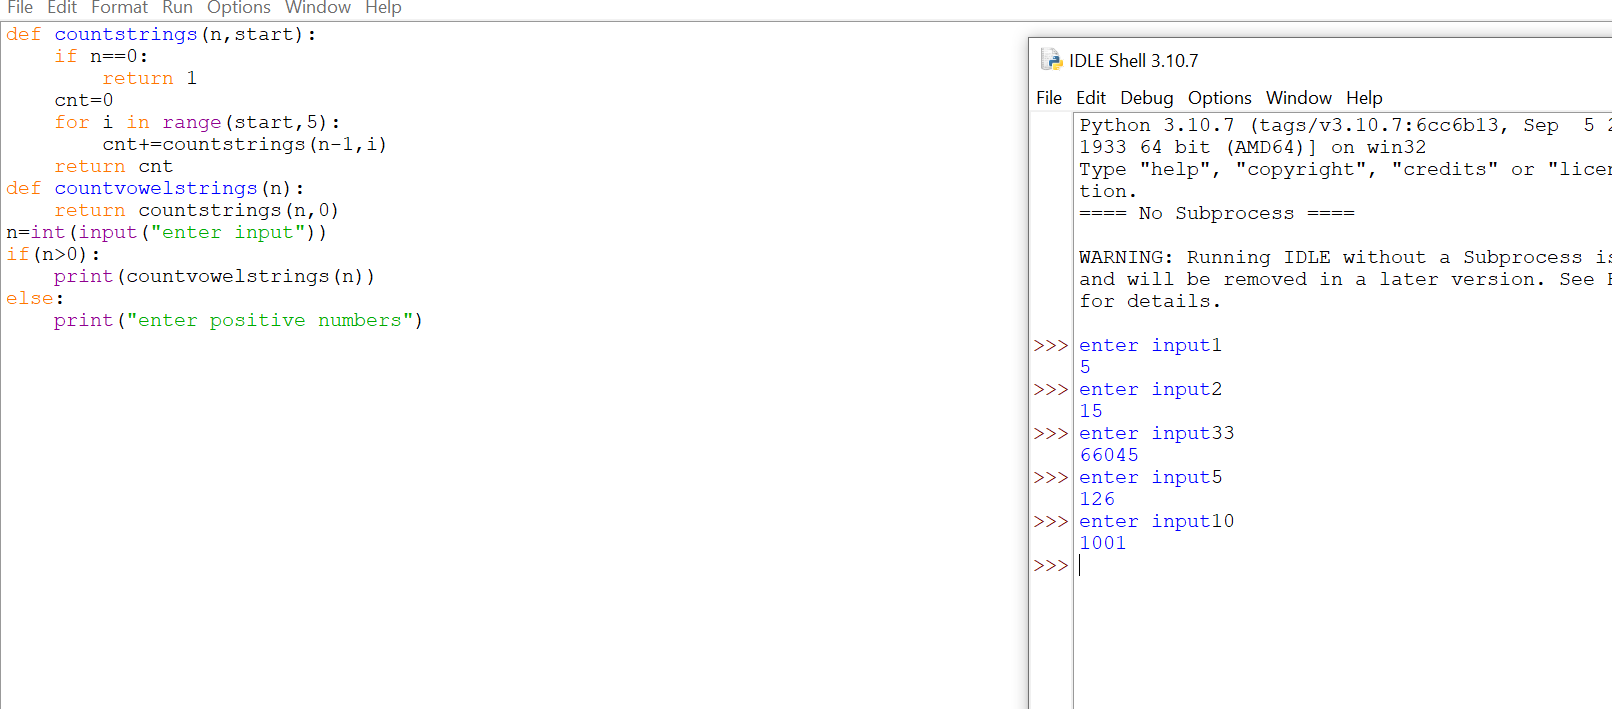 File Edit Format Run Options Window Help
def countstrings(n,start):
    if n==0:
        return 1
    cnt=0
    for i in range(start,5):
        cnt+=countstrings(n-1,i)
    return cnt
def countvowelstrings(n):
    return countstrings(n,0)
n=int(input("enter input"))
if(n>0):
    print(countvowelstrings(n))
else:
    print("enter positive numbers")
IDLE Shell 3.10.7
File Edit Debug Options Window Help
Python 3.10.7 (tags/v3.10.7:6cc6b13, Sep  5
1933 64 bit (AMD64)] on win32
Type "help", "copyright", "credits" or
tion.
==== No Subprocess ====
WARNING: Running IDLE without a Subprocess
and will be removed in a later version. See
for details.
>>> enter input1
5
>>> enter input2
15
>>> enter input33
66045
>>> enter input5
126
>>> enter input10
1001
>>>